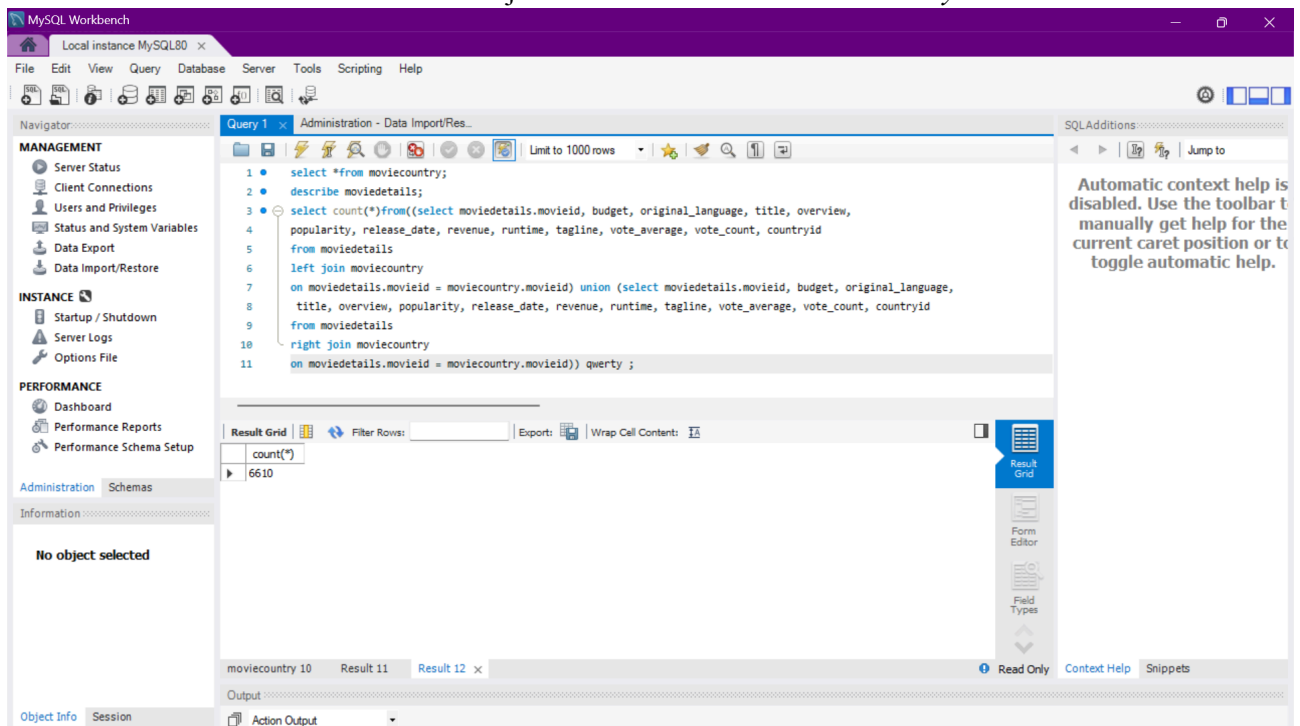 MySQL Workbench
Local instance MySQL80
File Edit View Query Database Server Tools Scripting Help
Navigator
MANAGEMENT
Server Status
Client Connections
Users and Privileges
Status and System Variables
Data Export
Data Import/Restore
INSTANCE
Startup / Shutdown
Server Logs
Options File
PERFORMANCE
Dashboard
Performance Reports
Performance Schema Setup
Administration Schemas
Information
No object selected
Object Info Session
Query 1 Administration - Data Import/Res...
Limit to 1000 rows
1 select *from moviecountry;
2 describe moviedetails;
3 select count(*)from((select moviedetails.movieid, budget, original_language, title, overview,
4 popularity, release_date, revenue, runtime, tagline, vote_average, vote_count, countryid
5 from moviedetails
6 left join moviecountry
7 on moviedetails.movieid = moviecountry.movieid) union (select moviedetails.movieid, budget, original_language,
8 title, overview, popularity, release_date, revenue, runtime, tagline, vote_average, vote_count, countryid
9 from moviedetails
10 right join moviecountry
11 on moviedetails.movieid = moviecountry.movieid)) qwerty ;
Result Grid Filter Rows: Export: Wrap Cell Content:
count(*)
6610
Result
Grid
Form
Editor
Field
Types
moviecountry 10 Result 11 Result 12 Read Only
Output
Action Output
SQLAdditions
Jump to
Automatic context help is
disabled. Use the toolbar t
manually get help for the
current caret position or to
toggle automatic help.
Context Help Snippets